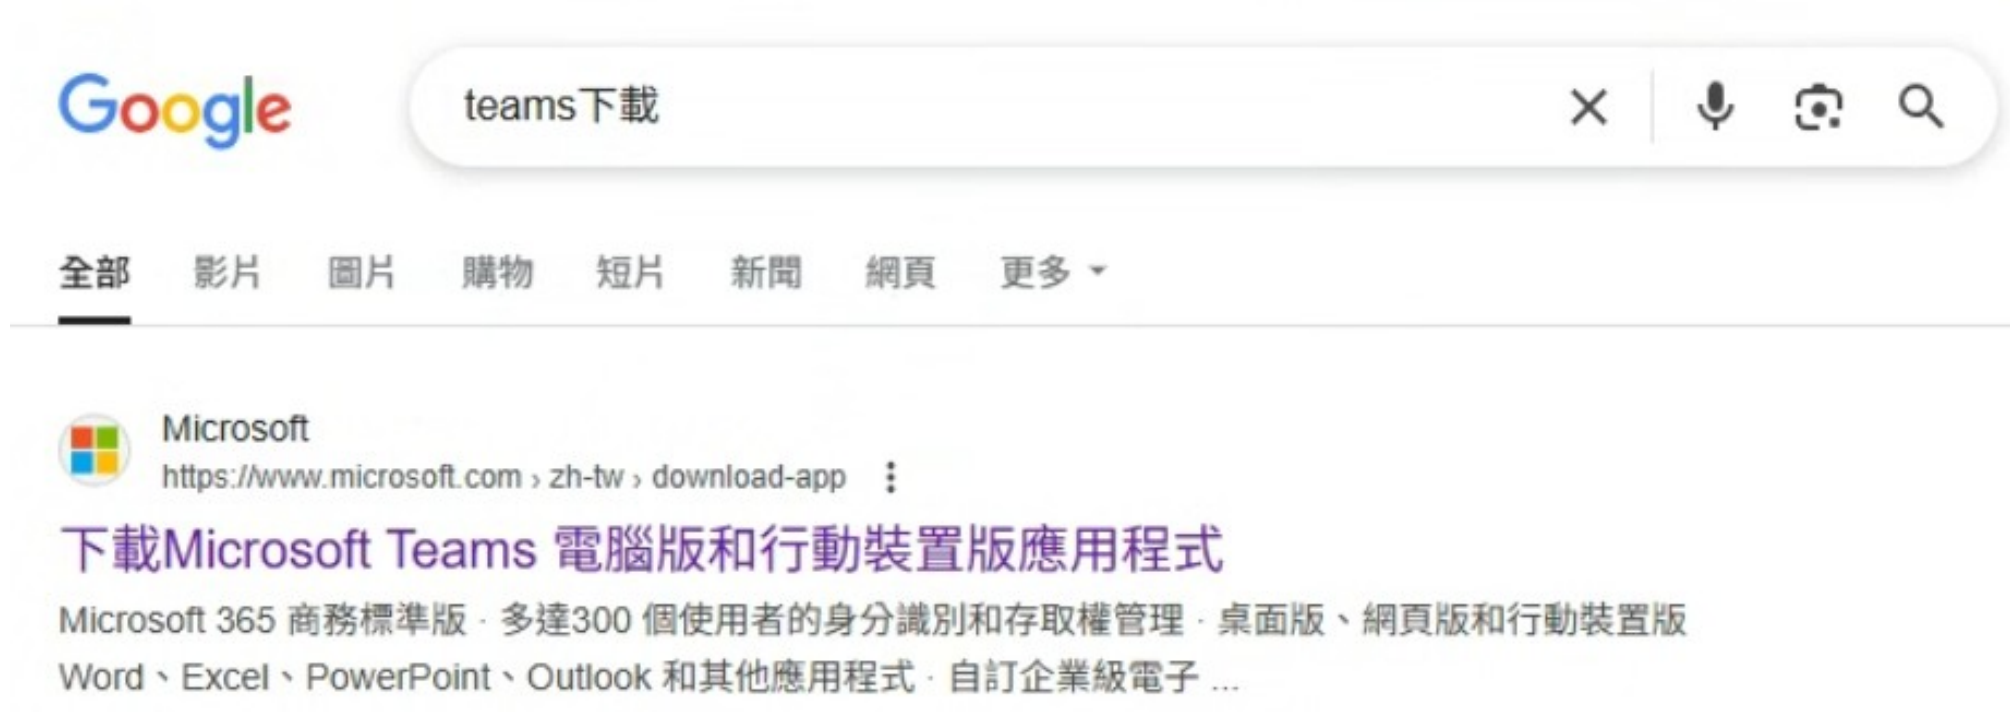 Google
teams下載
全部 影片 圖片 購物 短片 新聞 網頁 更多
Microsoft
https://www.microsoft.com › zh-tw › download-app
下載Microsoft Teams 電腦版和行動裝置版應用程式
Microsoft 365 商務標準版 · 多達300 個使用者的身分識別和存取權管理 · 桌面版、網頁版和行動裝置版
Word、Excel、PowerPoint、Outlook 和其他應用程式 · 自訂企業級電子 ...